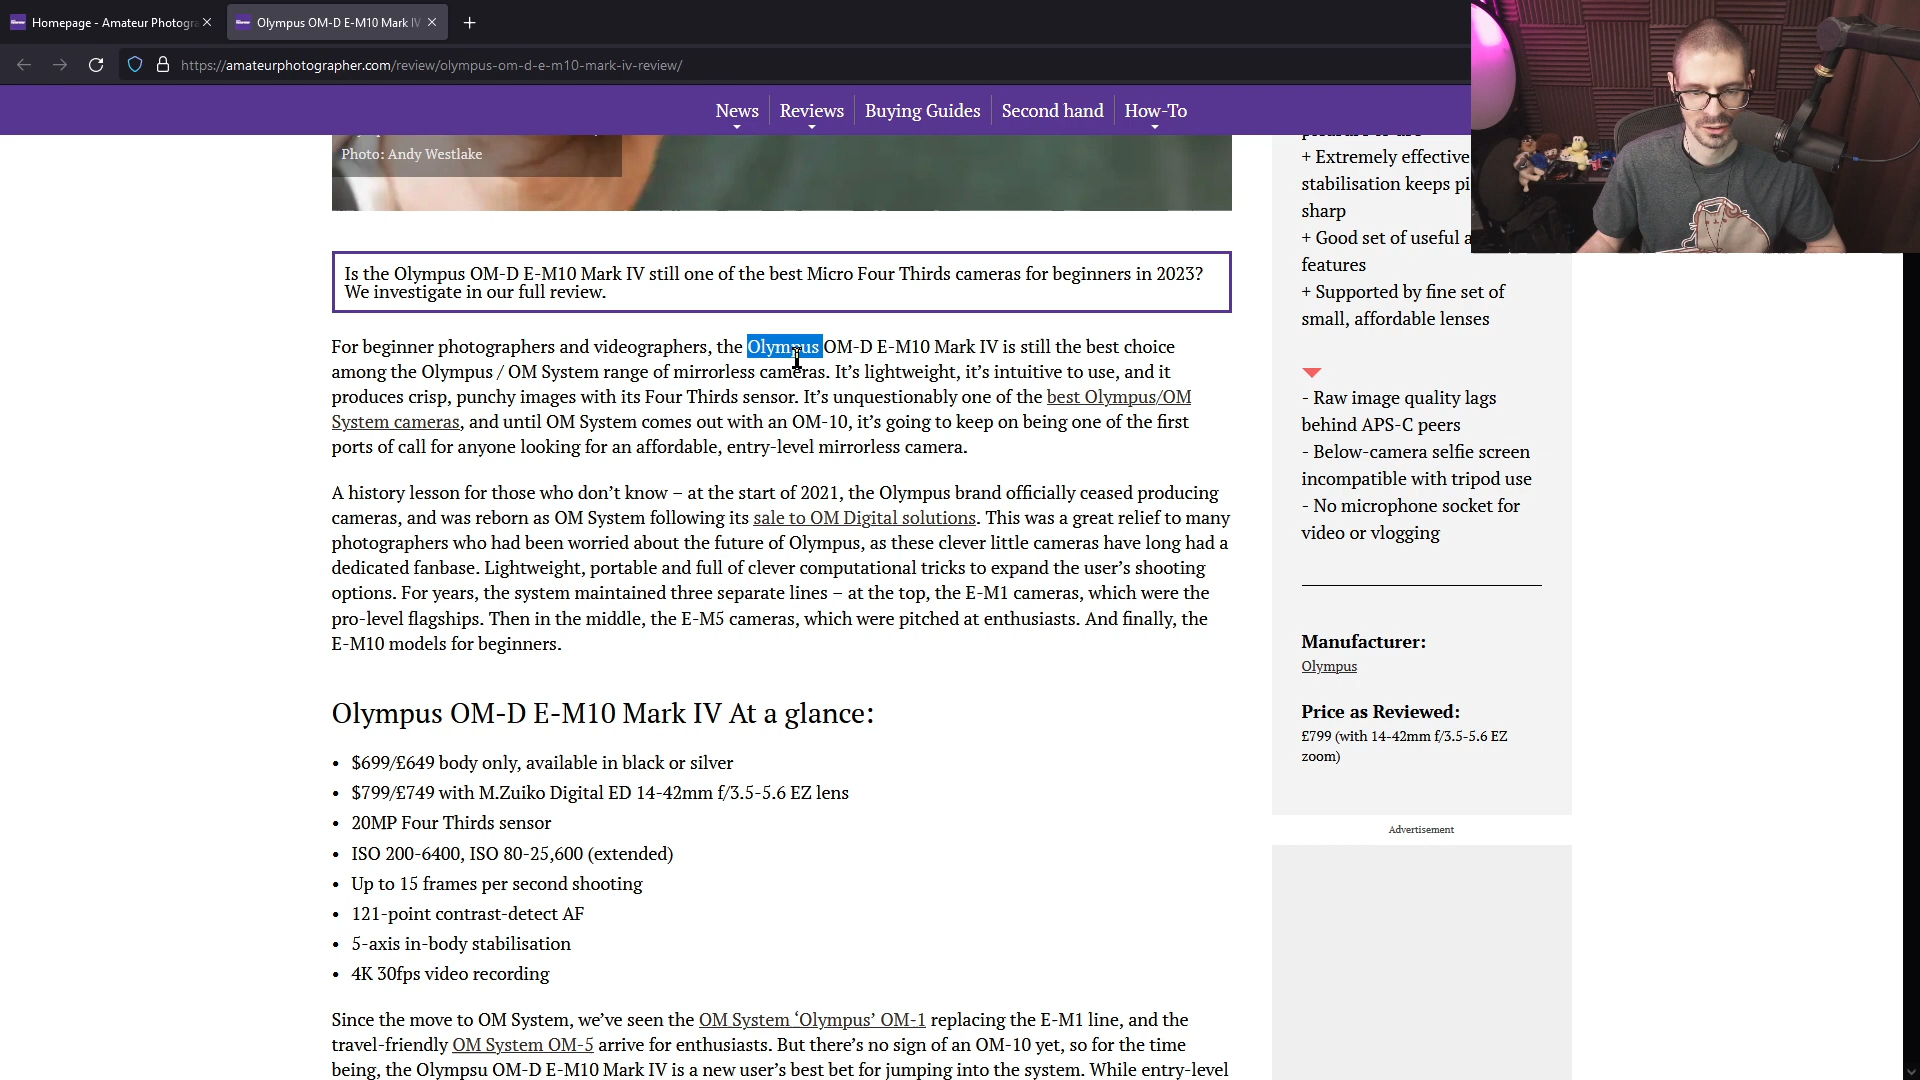 Homepage - Amateur Photogra
Olympus OM-D E-M10 Mark IV
https://amateurphotographer.com/review/olympus-om-d-e-m10-mark-iv-review/
News
Reviews
Buying Guides
Second hand
How-To
Photo: Andy Westlake
Is the Olympus OM-D E-M10 Mark IV still one of the best Micro Four Thirds cameras for beginners in 2023?
We investigate in our full review.
For beginner photographers and videographers, the Olympus OM-D E-M10 Mark IV is still the best choice
among the Olympus / OM System range of mirrorless cameras. It’s lightweight, it’s intuitive to use, and it
produces crisp, punchy images with its Four Thirds sensor. It’s unquestionably one of the best Olympus/OM
System cameras, and until OM System comes out with an OM-10, it’s going to keep on being one of the first
ports of call for anyone looking for an affordable, entry-level mirrorless camera.
A history lesson for those who don’t know – at the start of 2021, the Olympus brand officially ceased producing
cameras, and was reborn as OM System following its sale to OM Digital solutions. This was a great relief to many
photographers who had been worried about the future of Olympus, as these clever little cameras have long had a
dedicated fanbase. Lightweight, portable and full of clever computational tricks to expand the user’s shooting
options. For years, the system maintained three separate lines – at the top, the E-M1 cameras, which were the
pro-level flagships. Then in the middle, the E-M5 cameras, which were pitched at enthusiasts. And finally, the
E-M10 models for beginners.
Olympus OM-D E-M10 Mark IV At a glance:
• $699/£649 body only, available in black or silver
• $799/£749 with M.Zuiko Digital ED 14-42mm f/3.5-5.6 EZ lens
• 20MP Four Thirds sensor
• ISO 200-6400, ISO 80-25,600 (extended)
• Up to 15 frames per second shooting
• 121-point contrast-detect AF
• 5-axis in-body stabilisation
• 4K 30fps video recording
Since the move to OM System, we’ve seen the OM System ‘Olympus’ OM-1 replacing the E-M1 line, and the
travel-friendly OM System OM-5 arrive for enthusiasts. But there’s no sign of an OM-10 yet, so for the time
being, the Olympsu OM-D E-M10 Mark IV is a new user’s best bet for jumping into the system. While entry-level
+ Extremely effective
stabilisation keeps pi
sharp
+ Good set of useful a
features
+ Supported by fine set of
small, affordable lenses
- Raw image quality lags
behind APS-C peers
- Below-camera selfie screen
incompatible with tripod use
- No microphone socket for
video or vlogging
Manufacturer:
Olympus
Price as Reviewed:
£799 (with 14-42mm f/3.5-5.6 EZ
zoom)
Advertisement